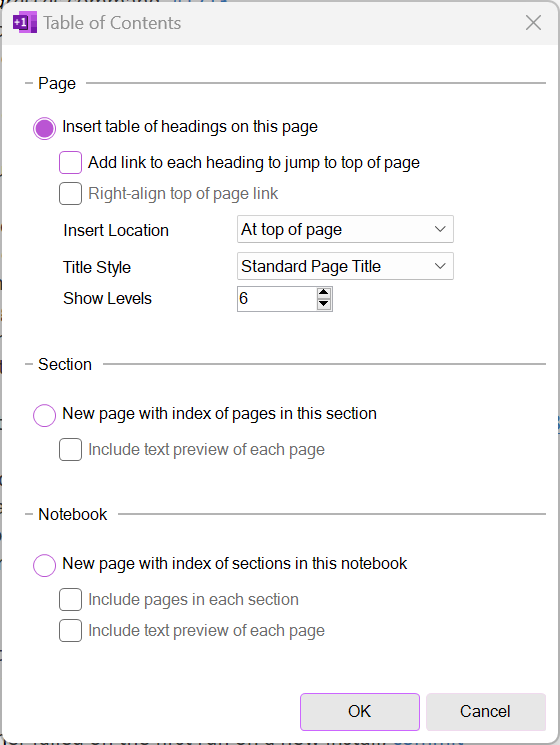 +1 Table of Contents
Page
Insert table of headings on this page
Add link to each heading to jump to top of page
Right-align top of page link
Insert Location At top of page
Title Style Standard Page Title
Show Levels 6
Section
New page with index of pages in this section
Include text preview of each page
Notebook
New page with index of sections in this notebook
Include pages in each section
Include text preview of each page
OK Cancel